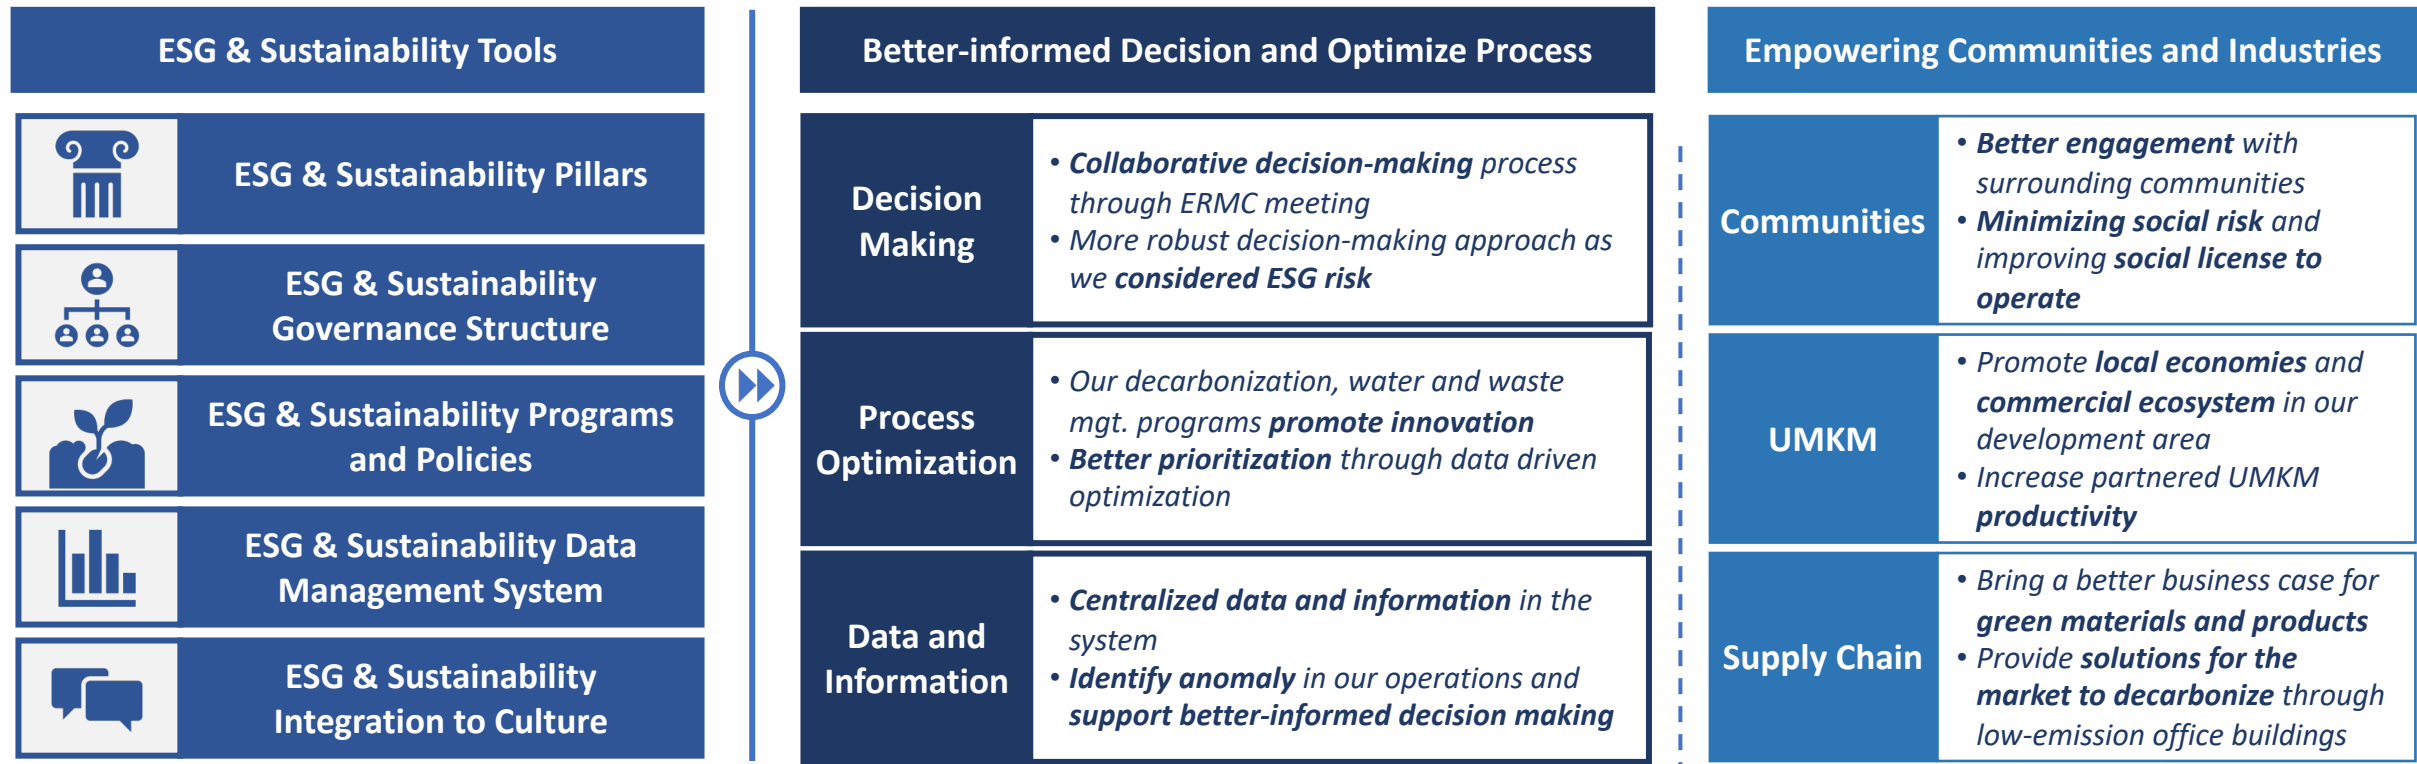 ESG & Sustainability Tools
ESG & Sustainability Pillars
ESG & Sustainability
Governance Structure
ESG & Sustainability Programs
and Policies
ESG & Sustainability Data
Management System
ESG & Sustainability
Integration to Culture
Better-informed Decision and Optimize Process
Decision
Making
• Collaborative decision-making process
through ERMC meeting
• More robust decision-making approach as
we considered ESG risk
Process
Optimization
• Our decarbonization, water and waste
mgt. programs promote innovation
• Better prioritization through data driven
optimization
Data and
Information
• Centralized data and information in the
system
• Identify anomaly in our operations and
support better-informed decision making
Empowering Communities and Industries
Communities
• Better engagement with
surrounding communities
• Minimizing social risk and
improving social license to
operate
UMKM
• Promote local economies and
commercial ecosystem in our
development area
• Increase partnered UMKM
productivity
Supply Chain
• Bring a better business case for
green materials and products
• Provide solutions for the
market to decarbonize through
low-emission office buildings